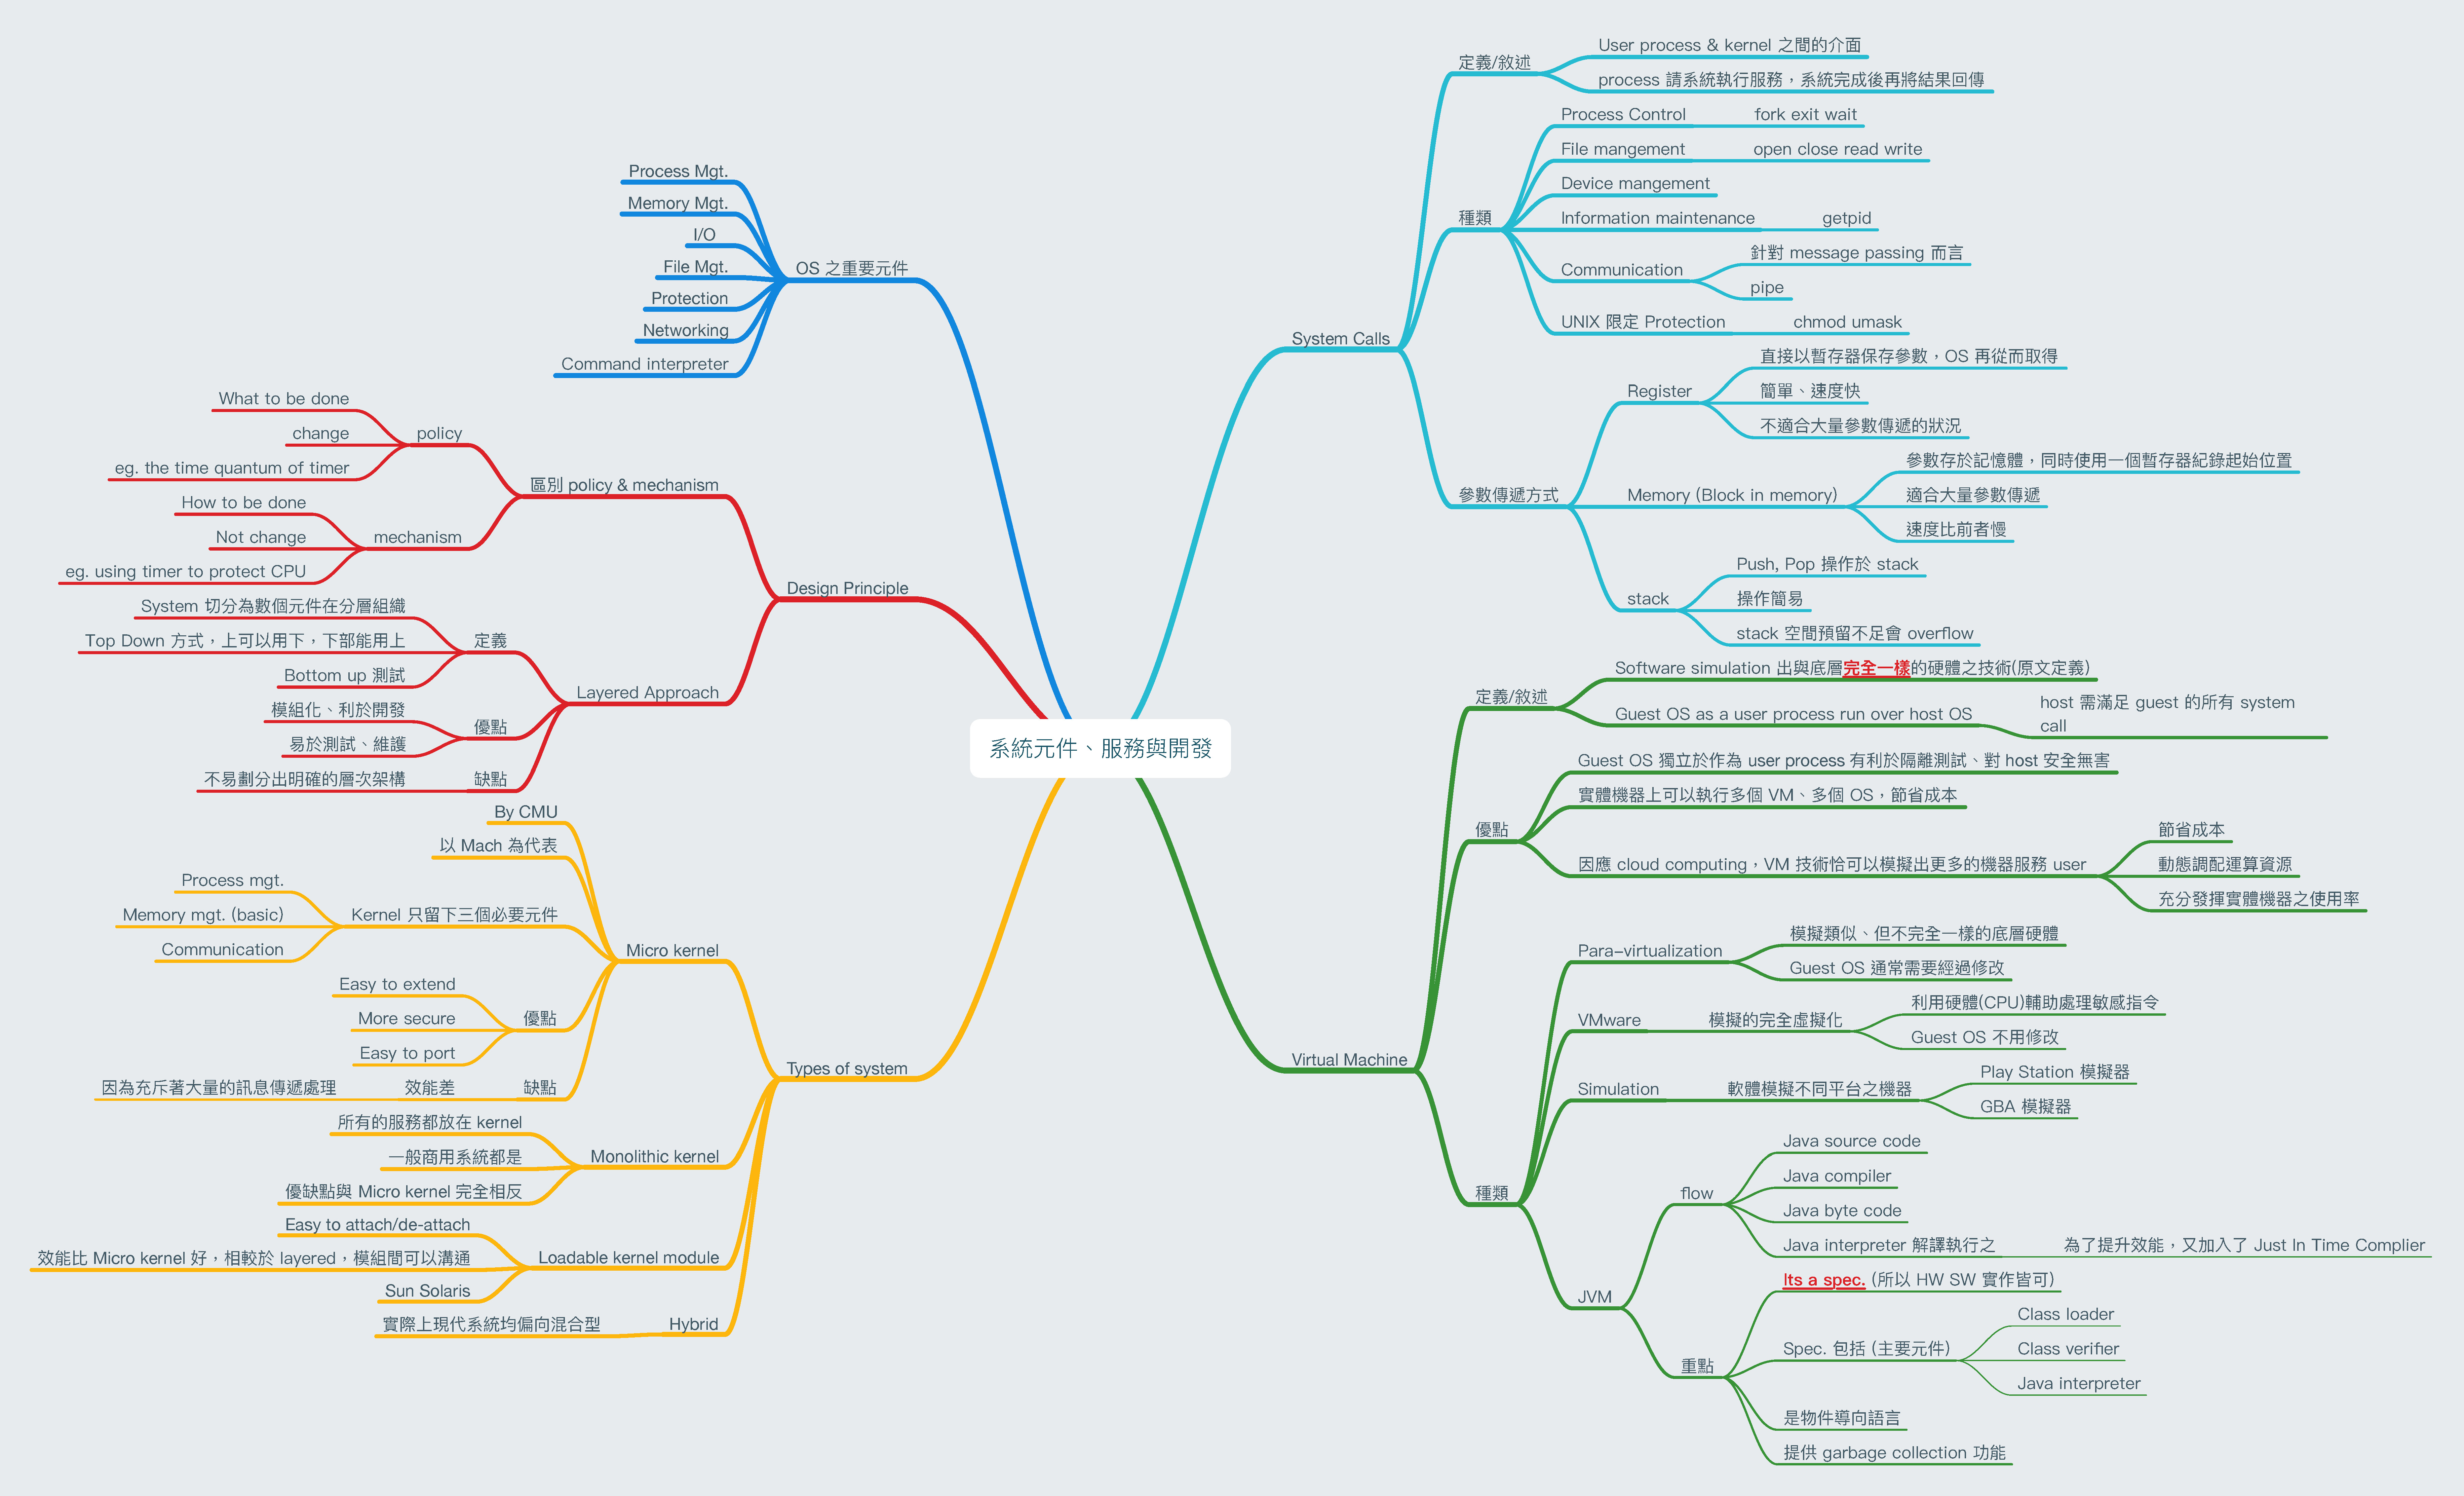 系統元件、服務與開發
OS 之重要元件
Process Mgt.
Memory Mgt.
I/O
File Mgt.
Protection
Networking
Command interpreter
Design Principle
區別 policy & mechanism
policy
What to be done
change
eg. the time quantum of timer
mechanism
How to be done
Not change
eg. using timer to protect CPU
Layered Approach
定義
System 切分為數個元件在分層組織
Top Down 方式，上可以用下，下部能用上
Bottom up 測試
優點
模組化、利於開發
易於測試、維護
缺點
不易劃分出明確的層次架構
Types of system
Micro kernel
By CMU
以 Mach 為代表
Kernel 只留下三個必要元件
Process mgt.
Memory mgt. (basic)
Communication
優點
Easy to extend
More secure
Easy to port
缺點
效能差
因為充斥著大量的訊息傳遞處理
Monolithic kernel
所有的服務都放在 kernel
一般商用系統都是
優缺點與 Micro kernel 完全相反
Loadable kernel module
Easy to attach/de-attach
效能比 Micro kernel 好，相較於 layered，模組間可以溝通
Sun Solaris
Hybrid
實際上現代系統均偏向混合型
System Calls
定義/敘述
User process & kernel 之間的介面
process 請系統執行服務，系統完成後再將結果回傳
種類
Process Control
fork exit wait
File mangement
open close read write
Device mangement
Information maintenance
getpid
Communication
針對 message passing 而言
pipe
UNIX 限定 Protection
chmod umask
參數傳遞方式
Register
直接以暫存器保存參數，OS 再從而取得
簡單、速度快
不適合大量參數傳遞的狀況
Memory (Block in memory)
參數存於記憶體，同時使用一個暫存器紀錄起始位置
適合大量參數傳遞
速度比前者慢
stack
Push, Pop 操作於 stack
操作簡易
stack 空間預留不足會 overflow
Virtual Machine
定義/敘述
Software simulation 出與底層完全一樣的硬體之技術(原文定義)
Guest OS as a user process run over host OS
host 需滿足 guest 的所有 system
call
優點
Guest OS 獨立於作為 user process 有利於隔離測試、對 host 安全無害
實體機器上可以執行多個 VM、多個 OS，節省成本
因應 cloud computing，VM 技術恰可以模擬出更多的機器服務 user
節省成本
動態調配運算資源
充分發揮實體機器之使用率
種類
Para-virtualization
模擬類似、但不完全一樣的底層硬體
Guest OS 通常需要經過修改
VMware
模擬的完全虛擬化
利用硬體(CPU)輔助處理敏感指令
Guest OS 不用修改
Simulation
軟體模擬不同平台之機器
Play Station 模擬器
GBA 模擬器
JVM
flow
Java source code
Java compiler
Java byte code
Java interpreter 解譯執行之
為了提升效能，又加入了 Just In Time Complier
重點
Its a spec. (所以 HW SW 實作皆可)
Spec. 包括 (主要元件)
Class loader
Class verifier
Java interpreter
是物件導向語言
提供 garbage collection 功能